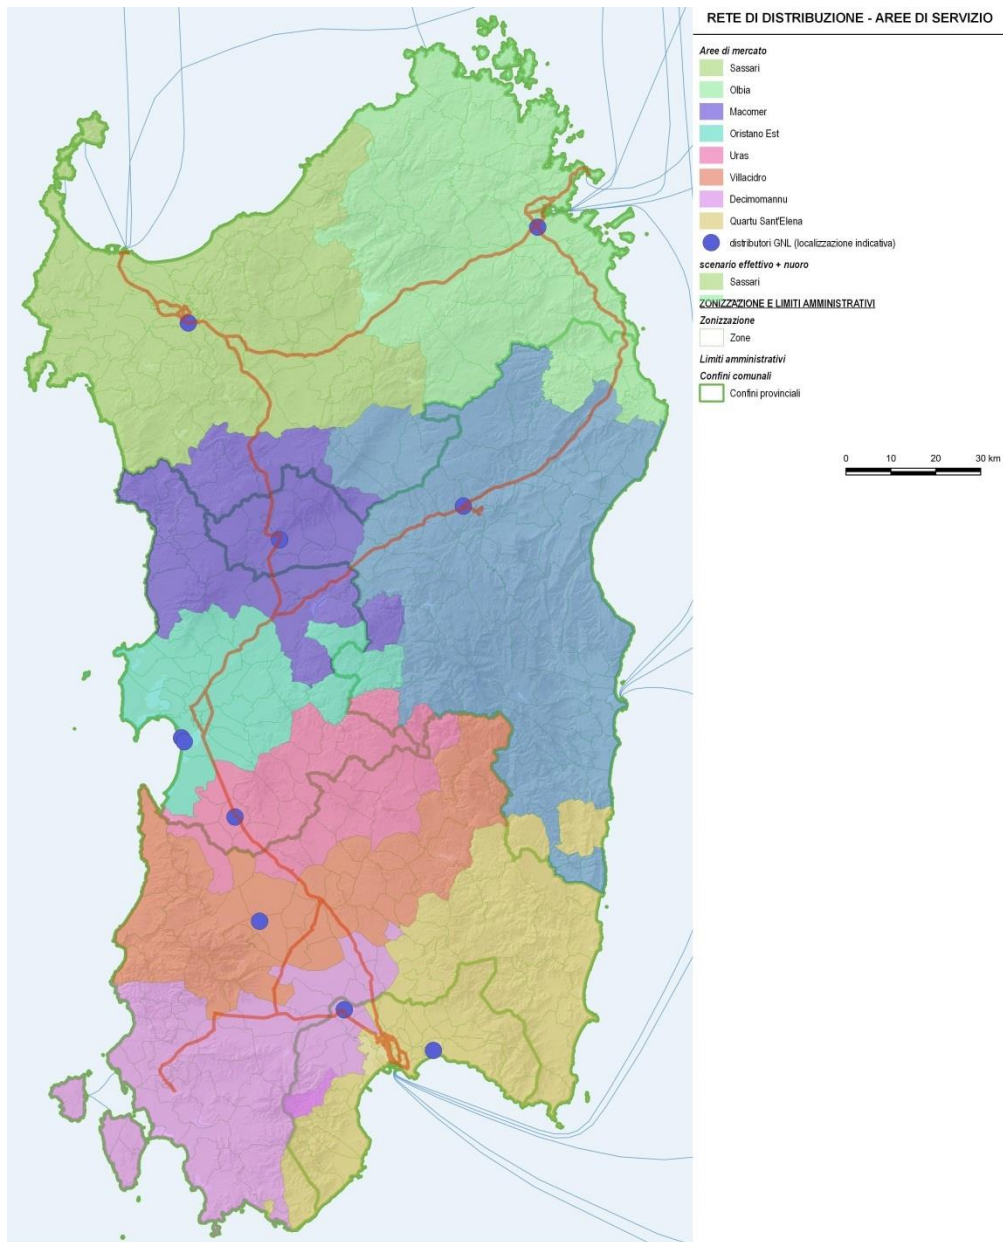 RETE DI DISTRIBUZIONE - AREE DI SERVIZIO
Aree di mercato
Sassari
Olbia
Macomer
Oristano Est
Uras
Villacidro
Decimomannu
Quartu Sant'Elena
distributori GNL (localizzazione indicativa)
scenario effettivo + nuoro
Sassari
ZONIZZAZIONE E LIMITI AMMINISTRATIVI
Zonizzazione
Zone
Limiti amministrativi
Confini comunali
Confini provinciali
0 10 20 30 km